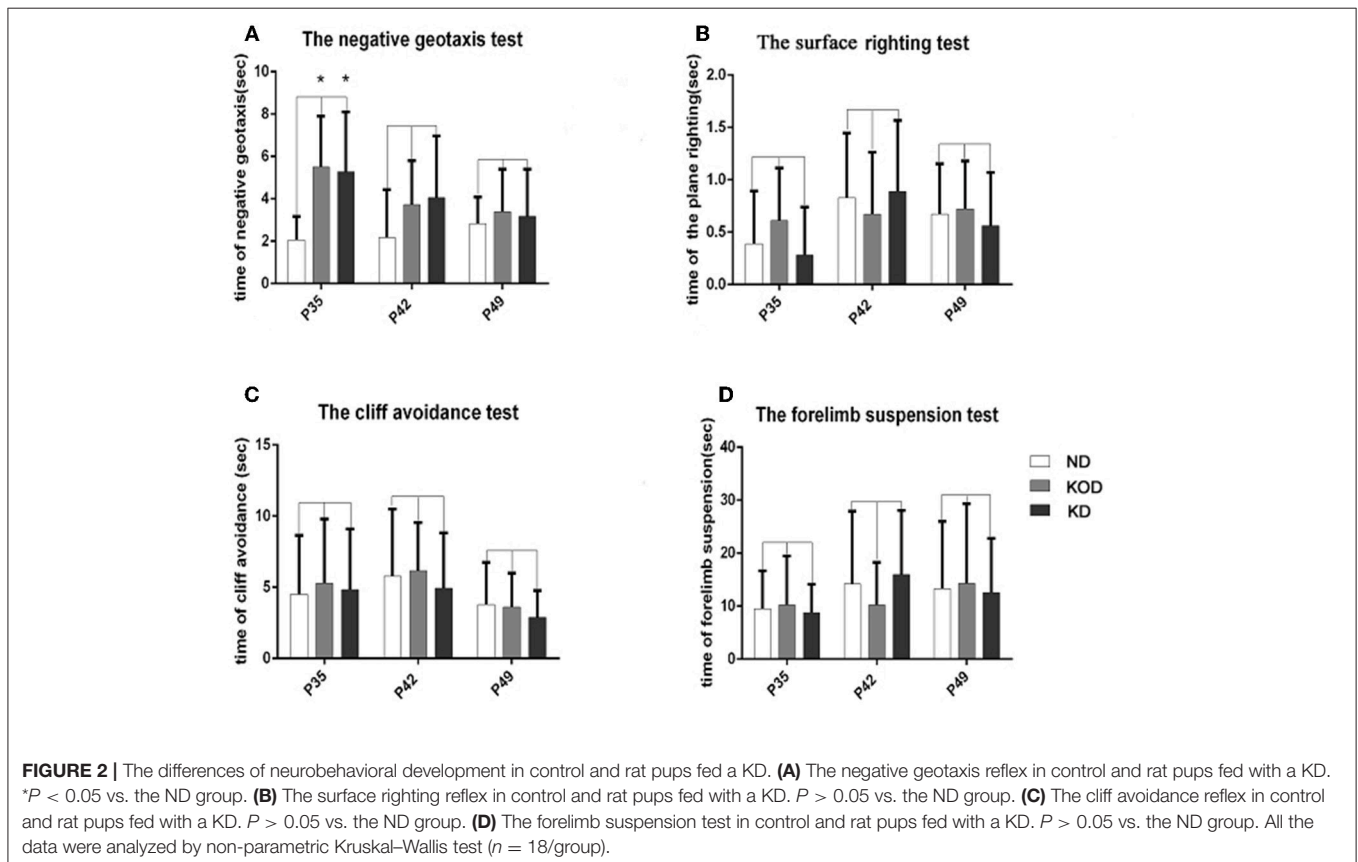 A
The negative geotaxis test
time of negative geotaxis(sec)
10
8
6
4
2
0
* *
P35
P42
P49
B
The surface righting test
time of the plane righting(sec)
2.0
1.5
1.0
0.5
0.0
P35
P42
P49
C
The cliff avoidance test
time of cliff avoidance (sec)
15
10
5
0
P35
P42
P49
D
The forelimb suspension test
time of forelimb suspension(sec)
40
30
20
10
0
P35
P42
P49
ND
KOD
KD
FIGURE 2 | The differences of neurobehavioral development in control and rat pups fed a KD. (A) The negative geotaxis reflex in control and rat pups fed with a KD.
*P < 0.05 vs. the ND group. (B) The surface righting reflex in control and rat pups fed with a KD. P > 0.05 vs. the ND group. (C) The cliff avoidance reflex in control
and rat pups fed with a KD. P > 0.05 vs. the ND group. (D) The forelimb suspension test in control and rat pups fed with a KD. P > 0.05 vs. the ND group. All the
data were analyzed by non-parametric Kruskal–Wallis test (n = 18/group).